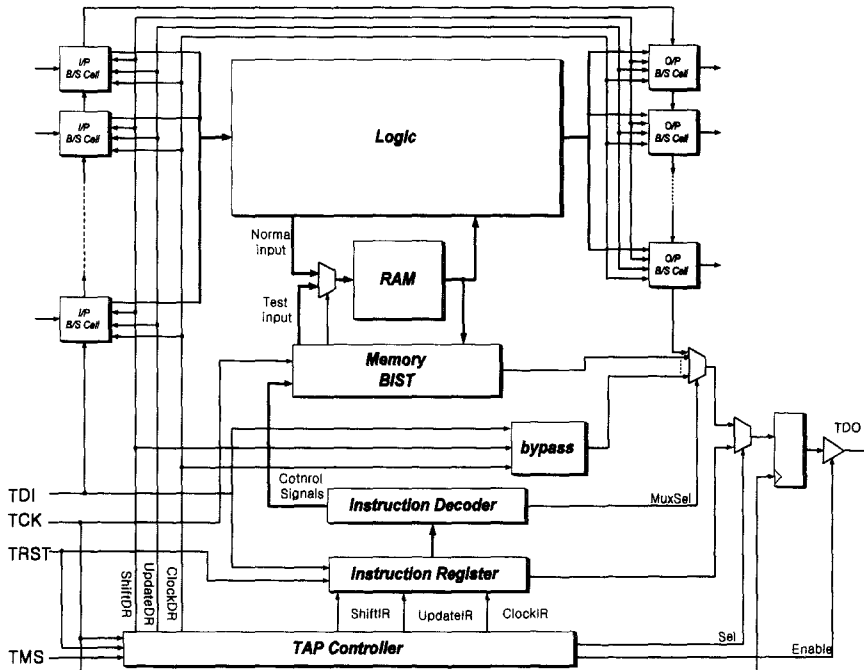 I/P
B/S Cell
O/P
B/S Cell
I/P
B/S Cell
Logic
O/P
B/S Cell
Normal
input
RAM
O/P
B/S Cell
Test
input
I/P
B/S Cell
Memory
BIST
bypass
TDO
Cotnrol
Signals
TDI
Instruction Decoder
MuxSel
TCK
TRST
Instruction Register
ShiftDR
UpdateDR
ClockDR
ShiftIR
UpdateIR
ClockIR
TAP Controller
Sel
Enable
TMS